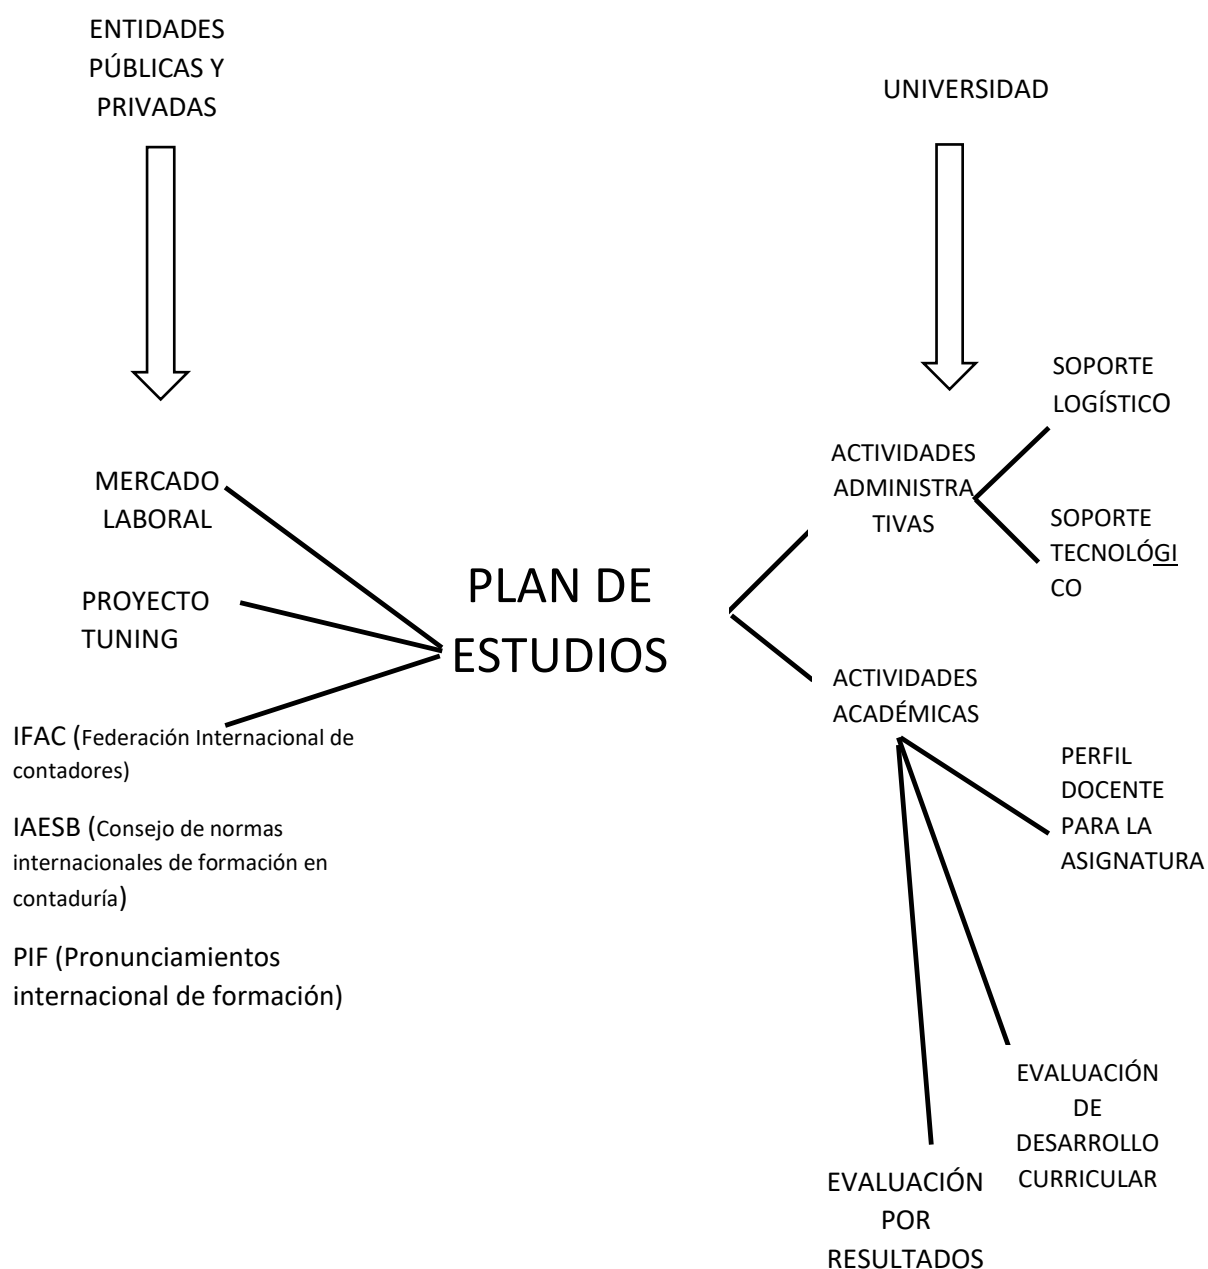 ENTIDADES
PÚBLICAS Y
PRIVADAS
UNIVERSIDAD
SOPORTE
LOGÍSTICO
ACTIVIDADES
ADMINISTRA
TIVAS
MERCADO
LABORAL
SOPORTE
TECNOLÓGI
CO
PLAN DE
ESTUDIOS
PROYECTO
TUNING
ACTIVIDADES
ACADÉMICAS
IFAC (Federación Internacional de
contadores)
PERFIL
DOCENTE
PARA LA
ASIGNATURA
IAESB (Consejo de normas
internacionales de formación en
contaduría)
PIF (Pronunciamientos
internacional de formación)
EVALUACIÓN
DE
DESARROLLO
CURRICULAR
EVALUACIÓN
POR
RESULTADOS